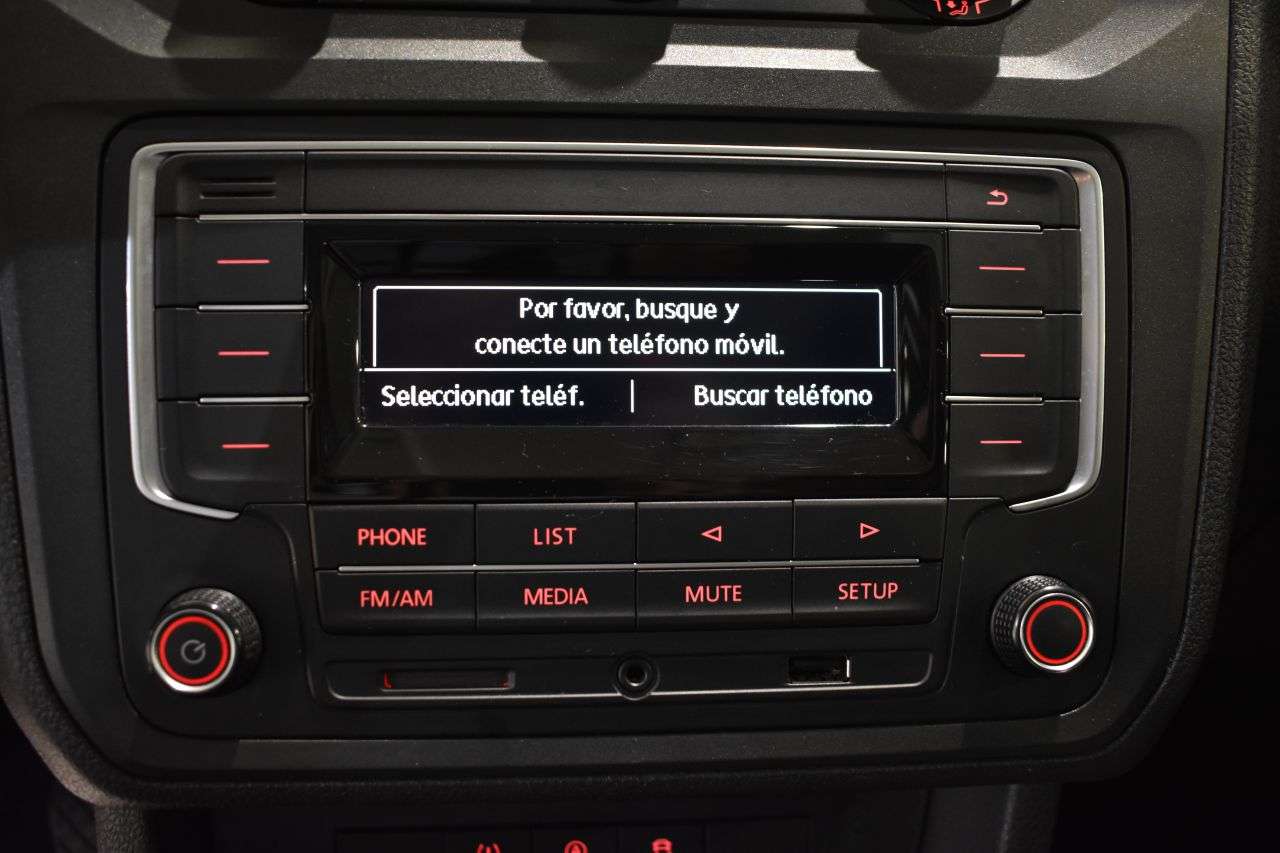 Por favor, busque y
conecte un teléfono móvil.
Seleccionar teléf. | Buscar teléfono
PHONE LIST
FM/AM MEDIA MUTE SETUP